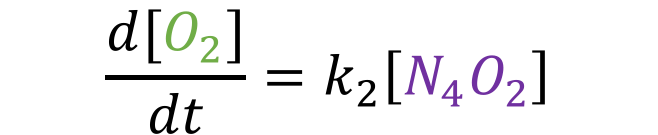 d[O₂]/dt = k₂[N₄O₂]